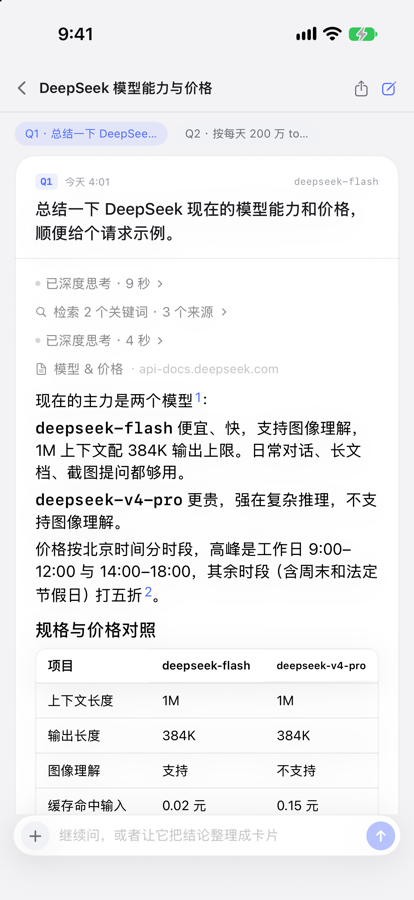 9:41
DeepSeek 模型能力与价格
Q1 · 总结一下 DeepSee...
Q2 · 按每天 200 万 to...
Q1 今天 4:01 deepseek-flash
总结一下 DeepSeek 现在的模型能力和价格，
顺便给个请求示例。
已深度思考 · 9 秒
检索 2 个关键词 · 3 个来源
已深度思考 · 4 秒
模型 & 价格 · api-docs.deepseek.com
现在的主力是两个模型1：
deepseek-flash 便宜、快，支持图像理解，
1M 上下文配 384K 输出上限。日常对话、长文
档、截图提问都够用。
deepseek-v4-pro 更贵，强在复杂推理，不支
持图像理解。
价格按北京时间分时段，高峰是工作日 9:00–
12:00 与 14:00–18:00，其余时段（含周末和法定
节假日）打五折2。
规格与价格对照
项目 deepseek-flash deepseek-v4-pro
上下文长度 1M 1M
输出长度 384K 384K
图像理解 支持 不支持
缓存命中输入 0.02 元 0.15 元
继续问，或者让它把结论整理成卡片